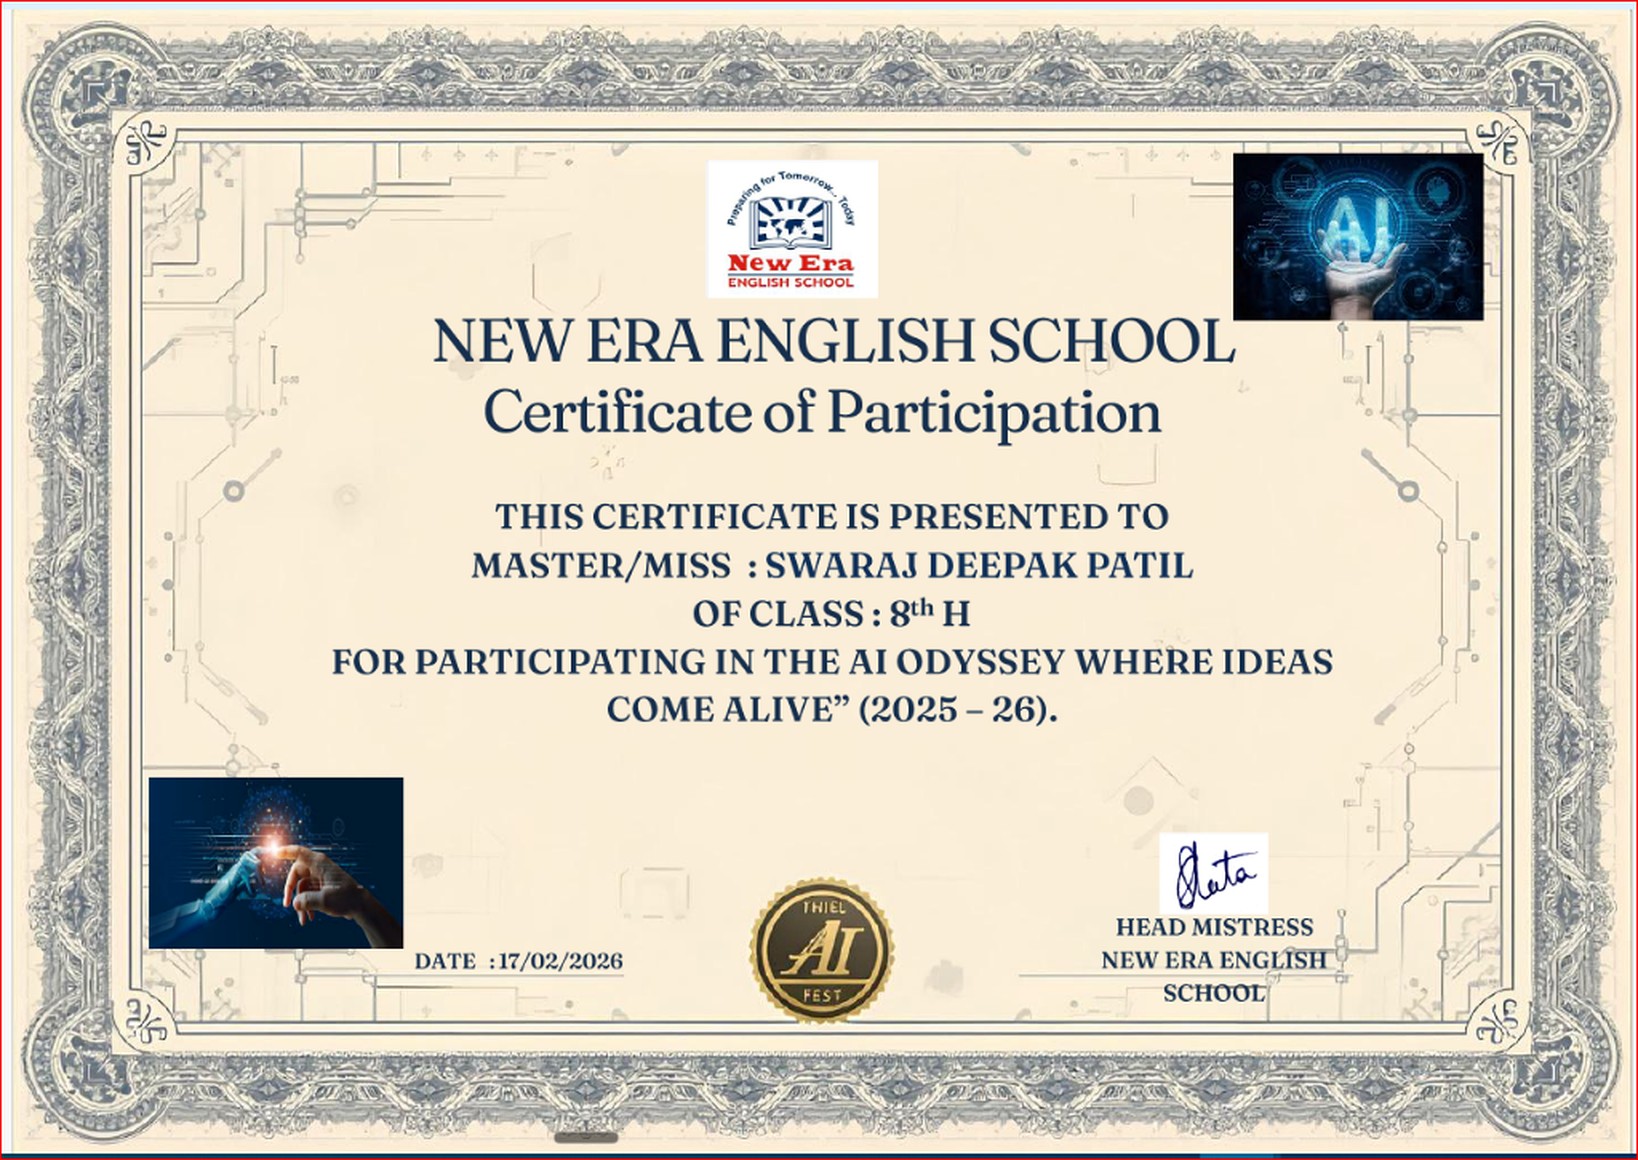 Preparing for Tomorrow... Today
New Era
ENGLISH SCHOOL
AI
NEW ERA ENGLISH SCHOOL
Certificate of Participation
THIS CERTIFICATE IS PRESENTED TO
MASTER/MISS : SWARAJ DEEPAK PATIL
OF CLASS : 8th H
FOR PARTICIPATING IN THE AI ODYSSEY WHERE IDEAS
COME ALIVE” (2025 – 26).
DATE : 17/02/2026
THIEL
AI
FEST
HEAD MISTRESS
NEW ERA ENGLISH
SCHOOL